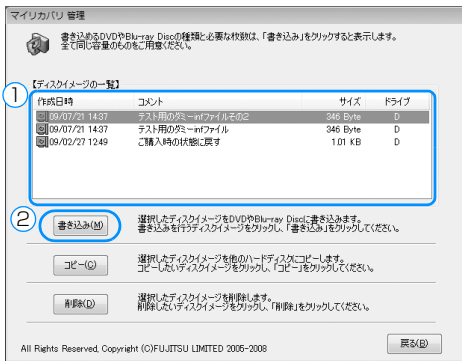 マイリカバリ 管理
書き込めるDVDやBlu-ray Discの種類と必要な枚数は、「書き込み」をクリックすると表示します。
全て同じ容量のものをご用意ください。
【ディスクイメージの一覧】
①
作成日時 コメント サイズ ドライブ
09/07/21 14:37 テスト用のダミーinfファイルその2 346 Byte D
09/07/21 14:37 テスト用のダミーinfファイル 346 Byte D
09/02/27 12:49 ご購入時の状態に戻す 1.01 KB D
②
書き込み(M)
選択したディスクイメージをDVDやBlu-ray Discに書き込みます。
書き込みを行うディスクイメージをクリックし、「書き込み」をクリックしてください。
コピー(C)
選択したディスクイメージを他のハードディスクにコピーします。
コピーしたいディスクイメージをクリックし、「コピー」をクリックしてください。
削除(D)
選択したディスクイメージを削除します。
削除したいディスクイメージをクリックし、「削除」をクリックしてください。
All Rights Reserved, Copyright (C)FUJITSU LIMITED 2005-2008
戻る(B)